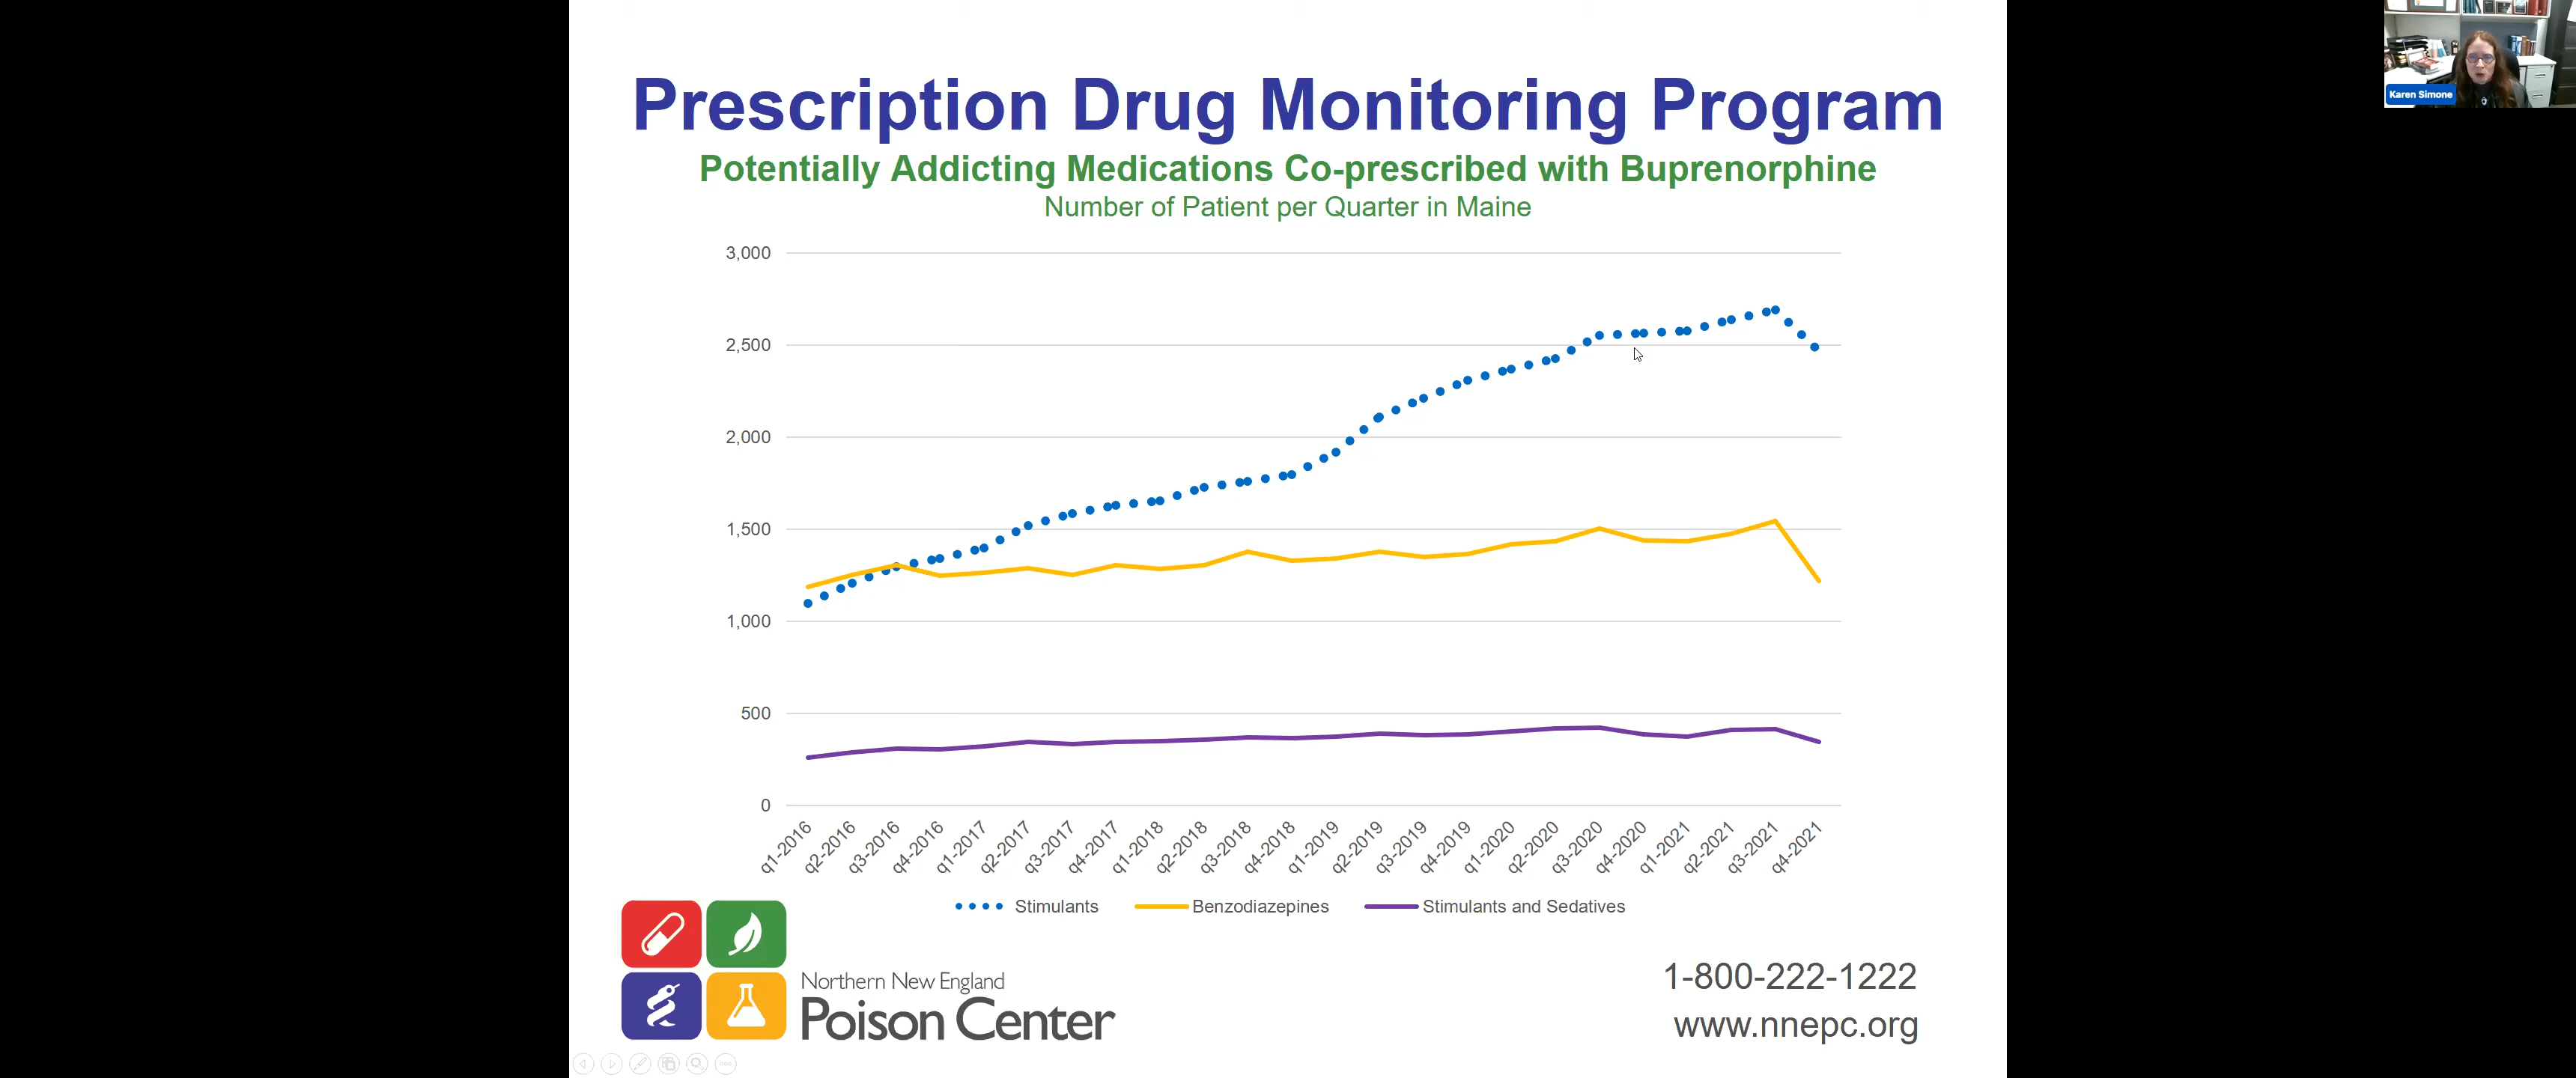 Prescription Drug Monitoring Program
Potentially Addicting Medications Co-prescribed with Buprenorphine
Number of Patient per Quarter in Maine
3,000
2,500
2,000
1,500
1,000
500
0
q1-2016
q2-2016
q3-2016
q4-2016
q1-2017
q2-2017
q3-2017
q4-2017
q1-2018
q2-2018
q3-2018
q4-2018
q1-2019
q2-2019
q3-2019
q4-2019
q1-2020
q2-2020
q3-2020
q4-2020
q1-2021
q2-2021
q3-2021
q4-2021
Stimulants
Benzodiazepines
Stimulants and Sedatives
Northern New England
Poison Center
1-800-222-1222
www.nnepc.org
Karen Simone